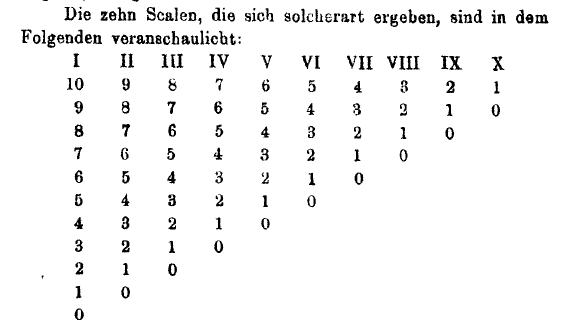 Die zehn Scalen, die sich solcherart ergeben, sind in dem
Folgenden veranschaulicht:
I II III IV V VI VII VIII IX X
10 9 8 7 6 5 4 3 2 1
9 8 7 6 5 4 3 2 1 0
8 7 6 5 4 3 2 1 0
7 6 5 4 3 2 1 0
6 5 4 3 2 1 0
5 4 3 2 1 0
4 3 2 1 0
3 2 1 0
2 1 0
1 0
0